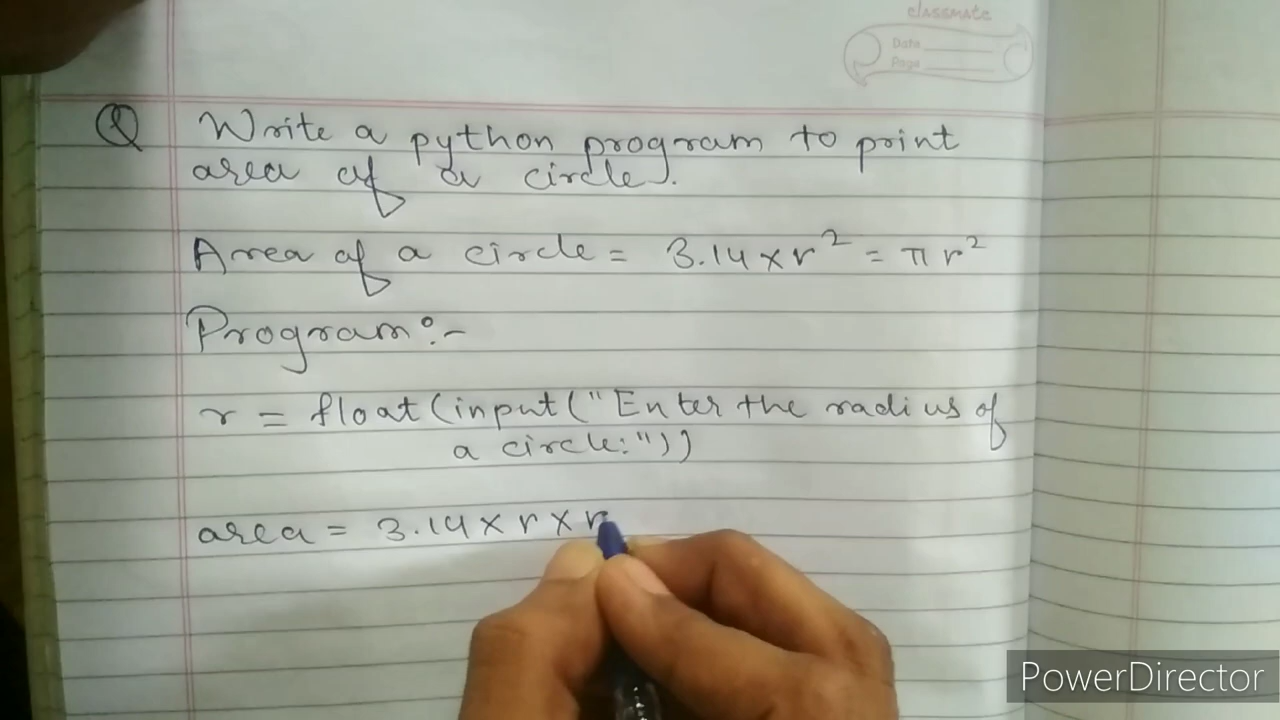 classmate
Date
Page
Q Write a python program to print
area of a circle.
Area of a circle = 3.14 × r² = πr²
Program:-
r = float(input("Enter the radius of
a circle:"))
area = 3.14 × r × r
PowerDirector